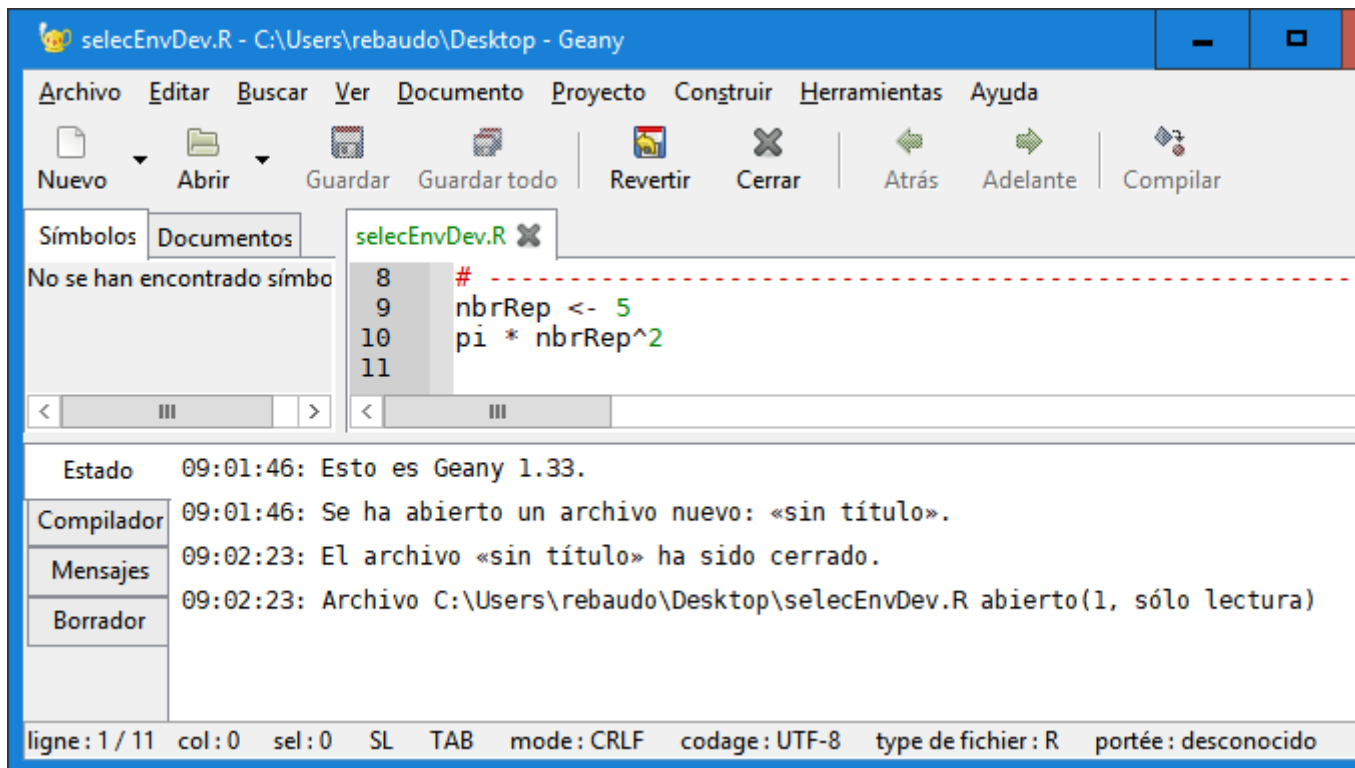 selecEnvDev.R - C:\Users\rebaudo\Desktop - Geany
Archivo Editar Buscar Ver Documento Proyecto Construir Herramientas Ayuda
Nuevo Abrir Guardar Guardar todo Revertir Cerrar Atrás Adelante Compilar
Símbolos Documentos selecEnvDev.R
No se han encontrado símbo
8 # -------------------------------------------------------
9 nbrRep <- 5
10 pi * nbrRep^2
11
Estado 09:01:46: Esto es Geany 1.33.
Compilador 09:01:46: Se ha abierto un archivo nuevo: «sin título».
Mensajes 09:02:23: El archivo «sin título» ha sido cerrado.
Borrador 09:02:23: Archivo C:\Users\rebaudo\Desktop\selecEnvDev.R abierto(1, sólo lectura)
ligne : 1 / 11 col : 0 sel : 0 SL TAB mode : CRLF codage : UTF-8 type de fichier : R portée : desconocido